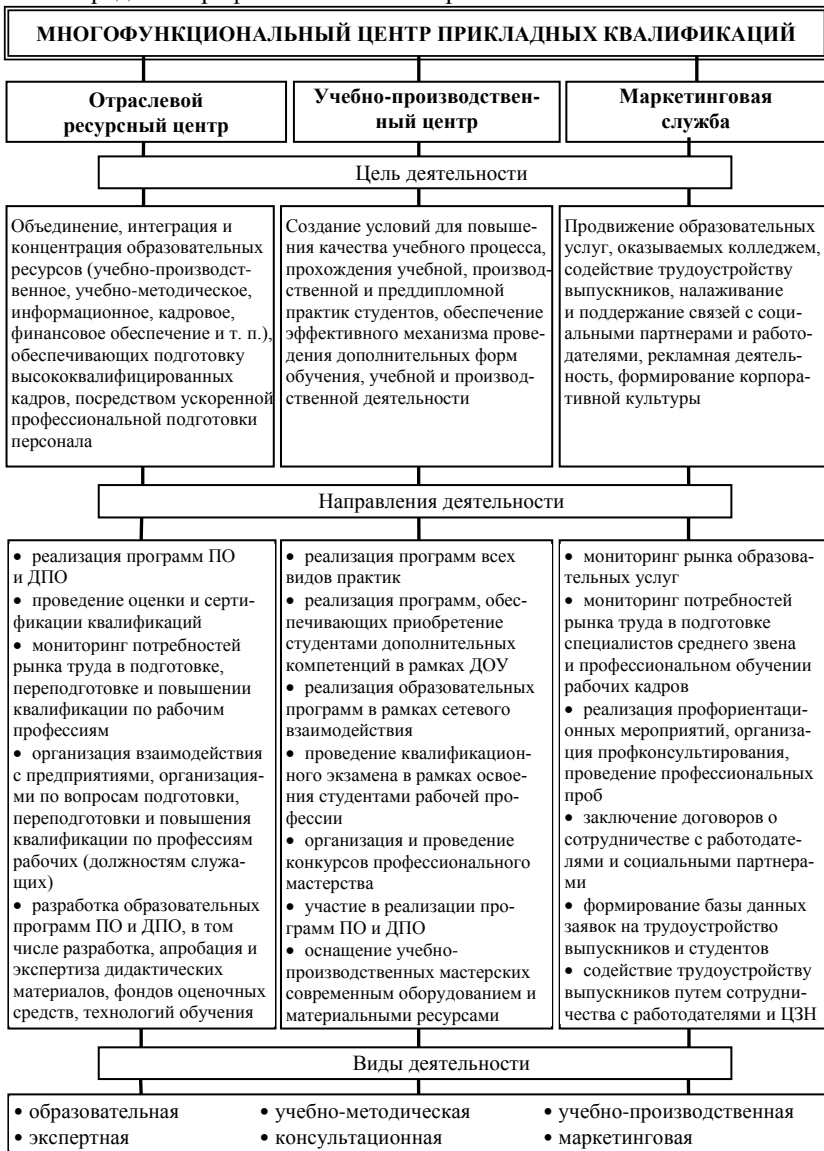 МНОГОФУНКЦИОНАЛЬНЫЙ ЦЕНТР ПРИКЛАДНЫХ КВАЛИФИКАЦИЙ
Отраслевой
ресурсный центр
Учебно-производствен-
ный центр
Маркетинговая
служба
Цель деятельности
Объединение, интеграция и
концентрация образовательных
ресурсов (учебно-производст-
венное, учебно-методическое,
информационное, кадровое,
финансовое обеспечение и т. п.),
обеспечивающих подготовку
высококвалифицированных
кадров, посредством ускоренной
профессиональной подготовки
персонала
Создание условий для повыше-
ния качества учебного процесса,
прохождения учебной, производ-
ственной и преддипломной
практик студентов, обеспечение
эффективного механизма прове-
дения дополнительных форм
обучения, учебной и производ-
ственной деятельности
Продвижение образовательных
услуг, оказываемых колледжем,
содействие трудоустройству
выпускников, налаживание
и поддержание связей с соци-
альными партнерами и работо-
дателями, рекламная деятель-
ность, формирование корпора-
тивной культуры
Направления деятельности
• реализация программ ПО
и ДПО
• проведение оценки и серти-
фикации квалификаций
• мониторинг потребностей
рынка труда в подготовке,
переподготовке и повышении
квалификации по рабочим
профессиям
• организация взаимодействия
с предприятиями, организация-
ми по вопросам подготовки,
переподготовки и повышения
квалификации по профессиям
рабочих (должностям служа-
щих)
• разработка образовательных
программ ПО и ДПО, в том
числе разработка, апробация и
экспертиза дидактических
материалов, фондов оценочных
средств, технологий обучения
• реализация программ всех
видов практик
• реализация программ, обес-
печивающих приобретение
студентами дополнительных
компетенций в рамках ДОУ
• реализация образовательных
программ в рамках сетевого
взаимодействия
• проведение квалификацион-
ного экзамена в рамках освое-
ния студентами рабочей про-
фессии
• организация и проведение
конкурсов профессионального
мастерства
• участие в реализации про-
грамм ПО и ДПО
• оснащение учебно-
производственных мастерских
современным оборудованием и
материальными ресурсами
• мониторинг рынка образова-
тельных услуг
• мониторинг потребностей
рынка труда в подготовке
специалистов среднего звена
и профессиональном обучении
рабочих кадров
• реализация профориентаци-
онных мероприятий, организа-
ция профконсультирования,
проведение профессиональных
проб
• заключение договоров о
сотрудничестве с работодате-
лями и социальными партнера-
ми
• формирование базы данных
заявок на трудоустройство
выпускников и студентов
• содействие трудоустройству
выпускников путем сотрудни-
чества с работодателями и ЦЗН
Виды деятельности
• образовательная • учебно-методическая • учебно-производственная
• экспертная • консультационная • маркетинговая